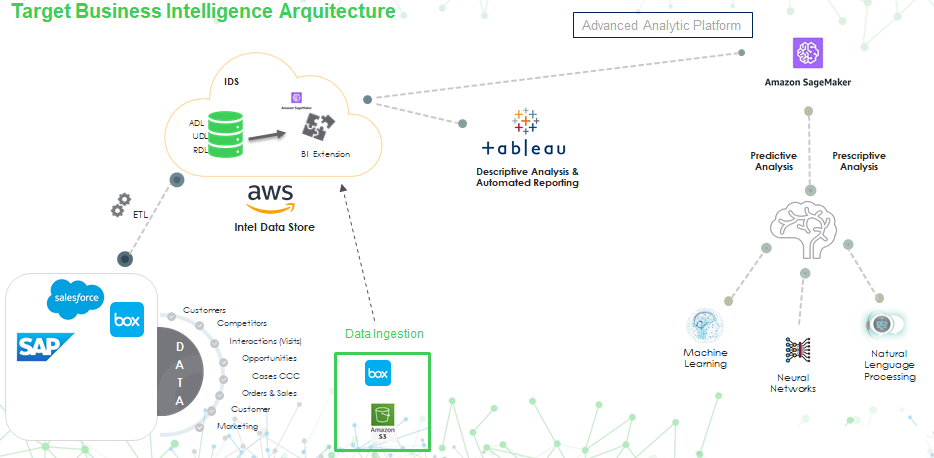 Target Business Intelligence Arquitecture
Advanced Analytic Platform
Amazon SageMaker
IDS
Amazon SageMaker
ADL
UDL
RDL
BI Extension
+ableau
Descriptive Analysis &
Automated Reporting
Predictive
Analysis
Prescriptive
Analysis
aws
Intel Data Store
ETL
salesforce
box
SAP
DATA
Customers
Competitors
Interactions (Visits)
Opportunities
Cases CCC
Orders & Sales
Customer
Marketing
Data Ingestion
box
Amazon
S3
Machine
Learning
Neural
Networks
Natural
Lenguage
Processing